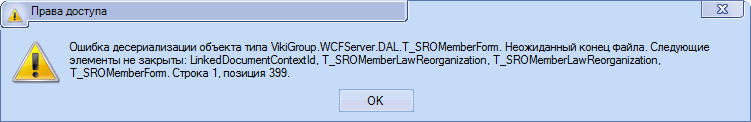 Права доступа
Ошибка десериализации объекта типа VikiGroup.WCFServer.DAL.T_SROMemberForm. Неожиданный конец файла. Следующие
элементы не закрыты: LinkedDocumentContextId, T_SROMemberLawReorganization, T_SROMemberLawReorganization,
T_SROMemberForm. Строка 1, позиция 399.
OK